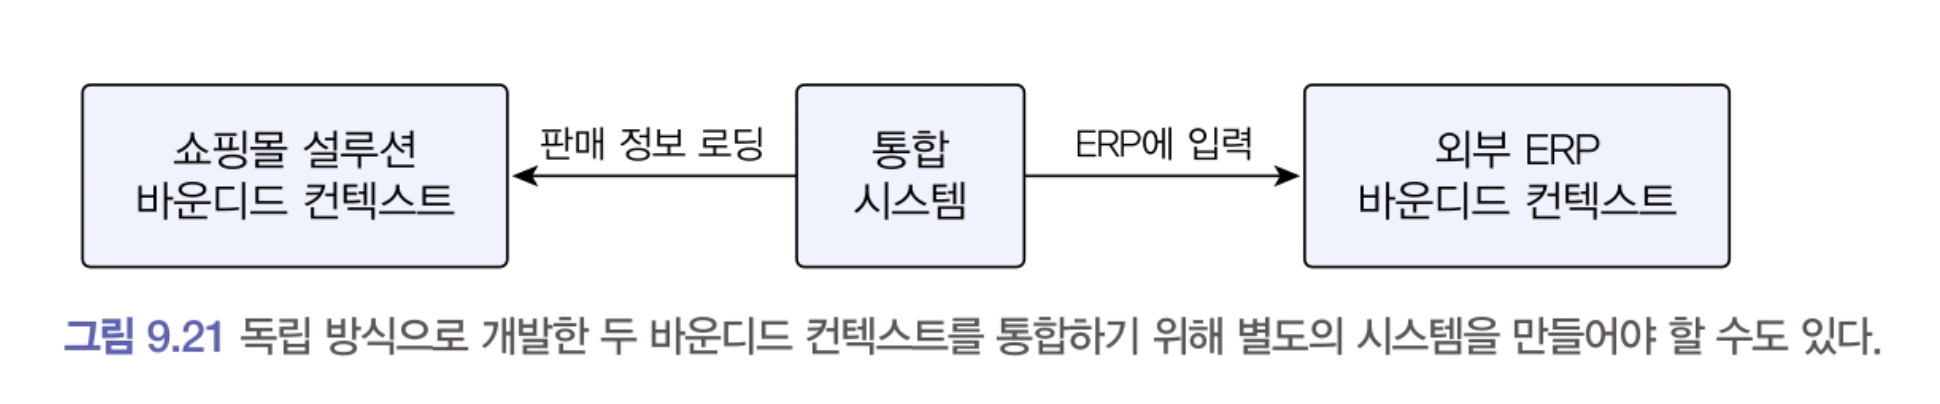 쇼핑몰 설루션
바운디드 컨텍스트
판매 정보 로딩
통합
시스템
ERP에 입력
외부 ERP
바운디드 컨텍스트
그림 9.21 독립 방식으로 개발한 두 바운디드 컨텍스트를 통합하기 위해 별도의 시스템을 만들어야 할 수도 있다.